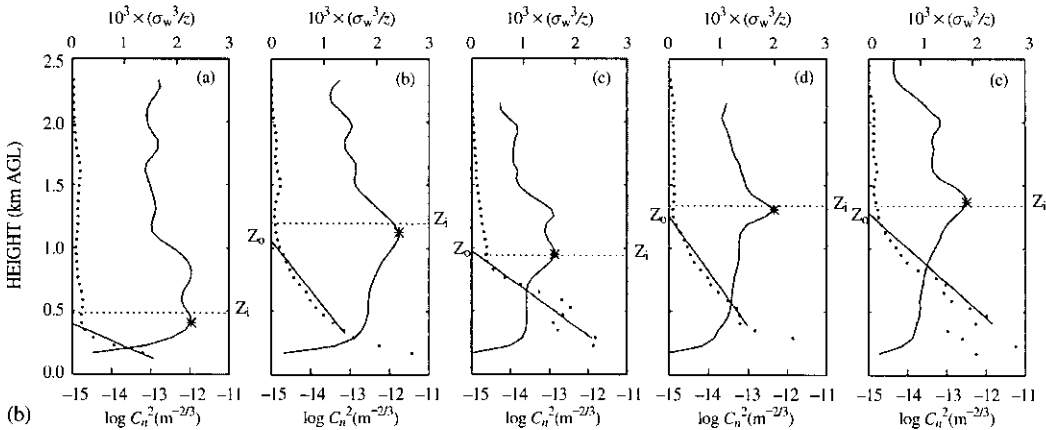 10³ × (σw³/z) 10³ × (σw³/z) 10³ × (σw³/z) 10³ × (σw³/z) 10³ × (σw³/z)
0 1 2 3 0 1 2 3 0 1 2 3 0 1 2 3 0 1 2 3
2.5 (a) (b) (c) (d) (c)
2.0
1.5
Zi Zi Zi
Zo Zo Zo
1.0
Zo Zi
0.5 Zi
0.0
HEIGHT (km AGL)
−15 −14 −13 −12 −11 −15 −14 −13 −12 −11 −15 −14 −13 −12 −11 −15 −14 −13 −12 −11 −15 −14 −13 −12 −11
(b) log Cn²(m−2/3) log Cn²(m−2/3) log Cn²(m−2/3) log Cn²(m−2/3) log Cn²(m−2/3)